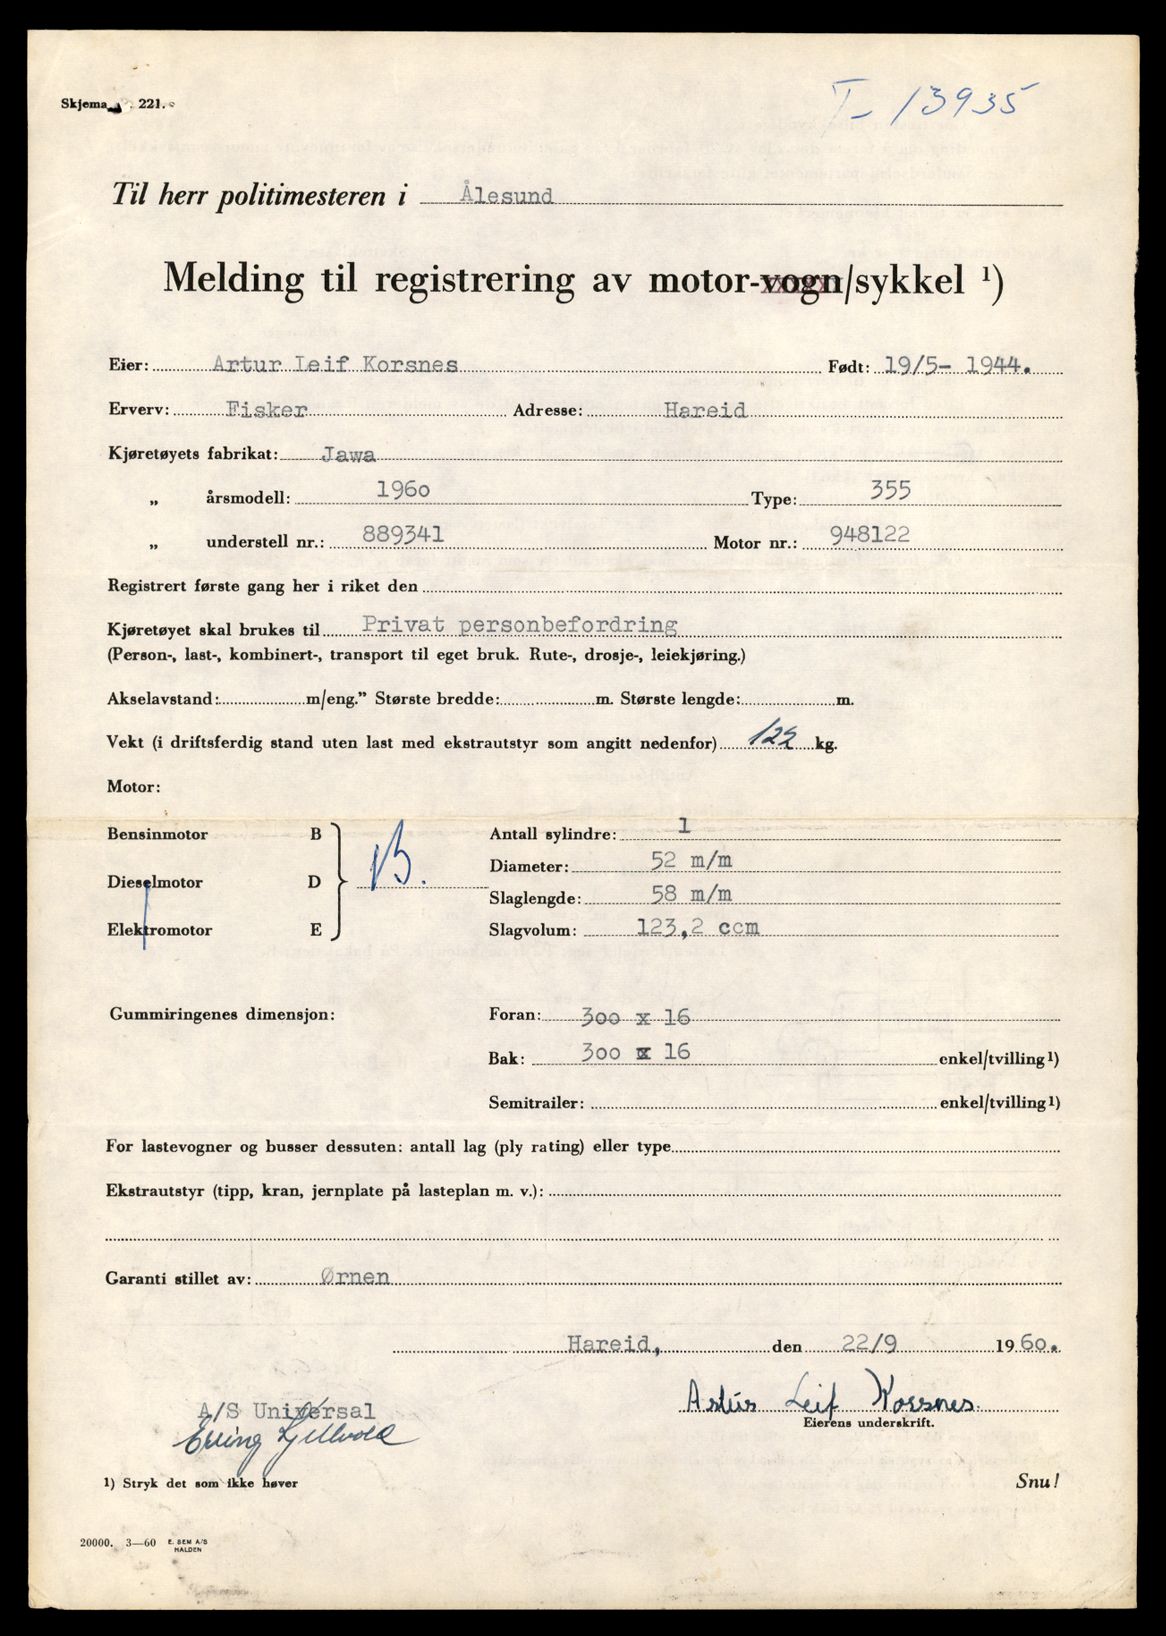 Skjema 221.
T-13935
Til herr politimesteren i Ålesund
Melding til registrering av motor-vogn/sykkel ¹)
Eier: Artur Leif Korsnes Født: 19/5- 1944.
Erverv: Fisker Adresse: Hareid
Kjøretøyets fabrikat: Jawa
„ årsmodell: 1960 Type: 355
„ understell nr.: 889341 Motor nr.: 948122
Registrert første gang her i riket den
Kjøretøyet skal brukes til Privat personbefordring
(Person-, last-, kombinert-, transport til eget bruk. Rute-, drosje-, leiekjøring.)
Akselavstand: m/eng.” Største bredde: m. Største lengde: m.
Vekt (i driftsferdig stand uten last med ekstrautstyr som angitt nedenfor) 122 kg.
Motor:
Bensinmotor B Antall sylindre: 1
Diameter: 52 m/m
Dieselmotor D B.
Slaglengde: 58 m/m
Elektromotor E Slagvolum: 123,2 ccm
Gummiringenes dimensjon: Foran: 300 x 16
Bak: 300 x 16 enkel/tvilling¹)
Semitrailer: enkel/tvilling¹)
For lastevogner og busser dessuten: antall lag (ply rating) eller type
Ekstrautstyr (tipp, kran, jernplate på lasteplan m. v.):
Garanti stillet av: Ørnen
Hareid, den 22/9 1960.
A/S Universal Artur Leif Korsnes
Eierens underskrift.
Erling
¹) Stryk det som ikke høver Snu!
20000. 3—60 E. SEM A/S
HALDEN